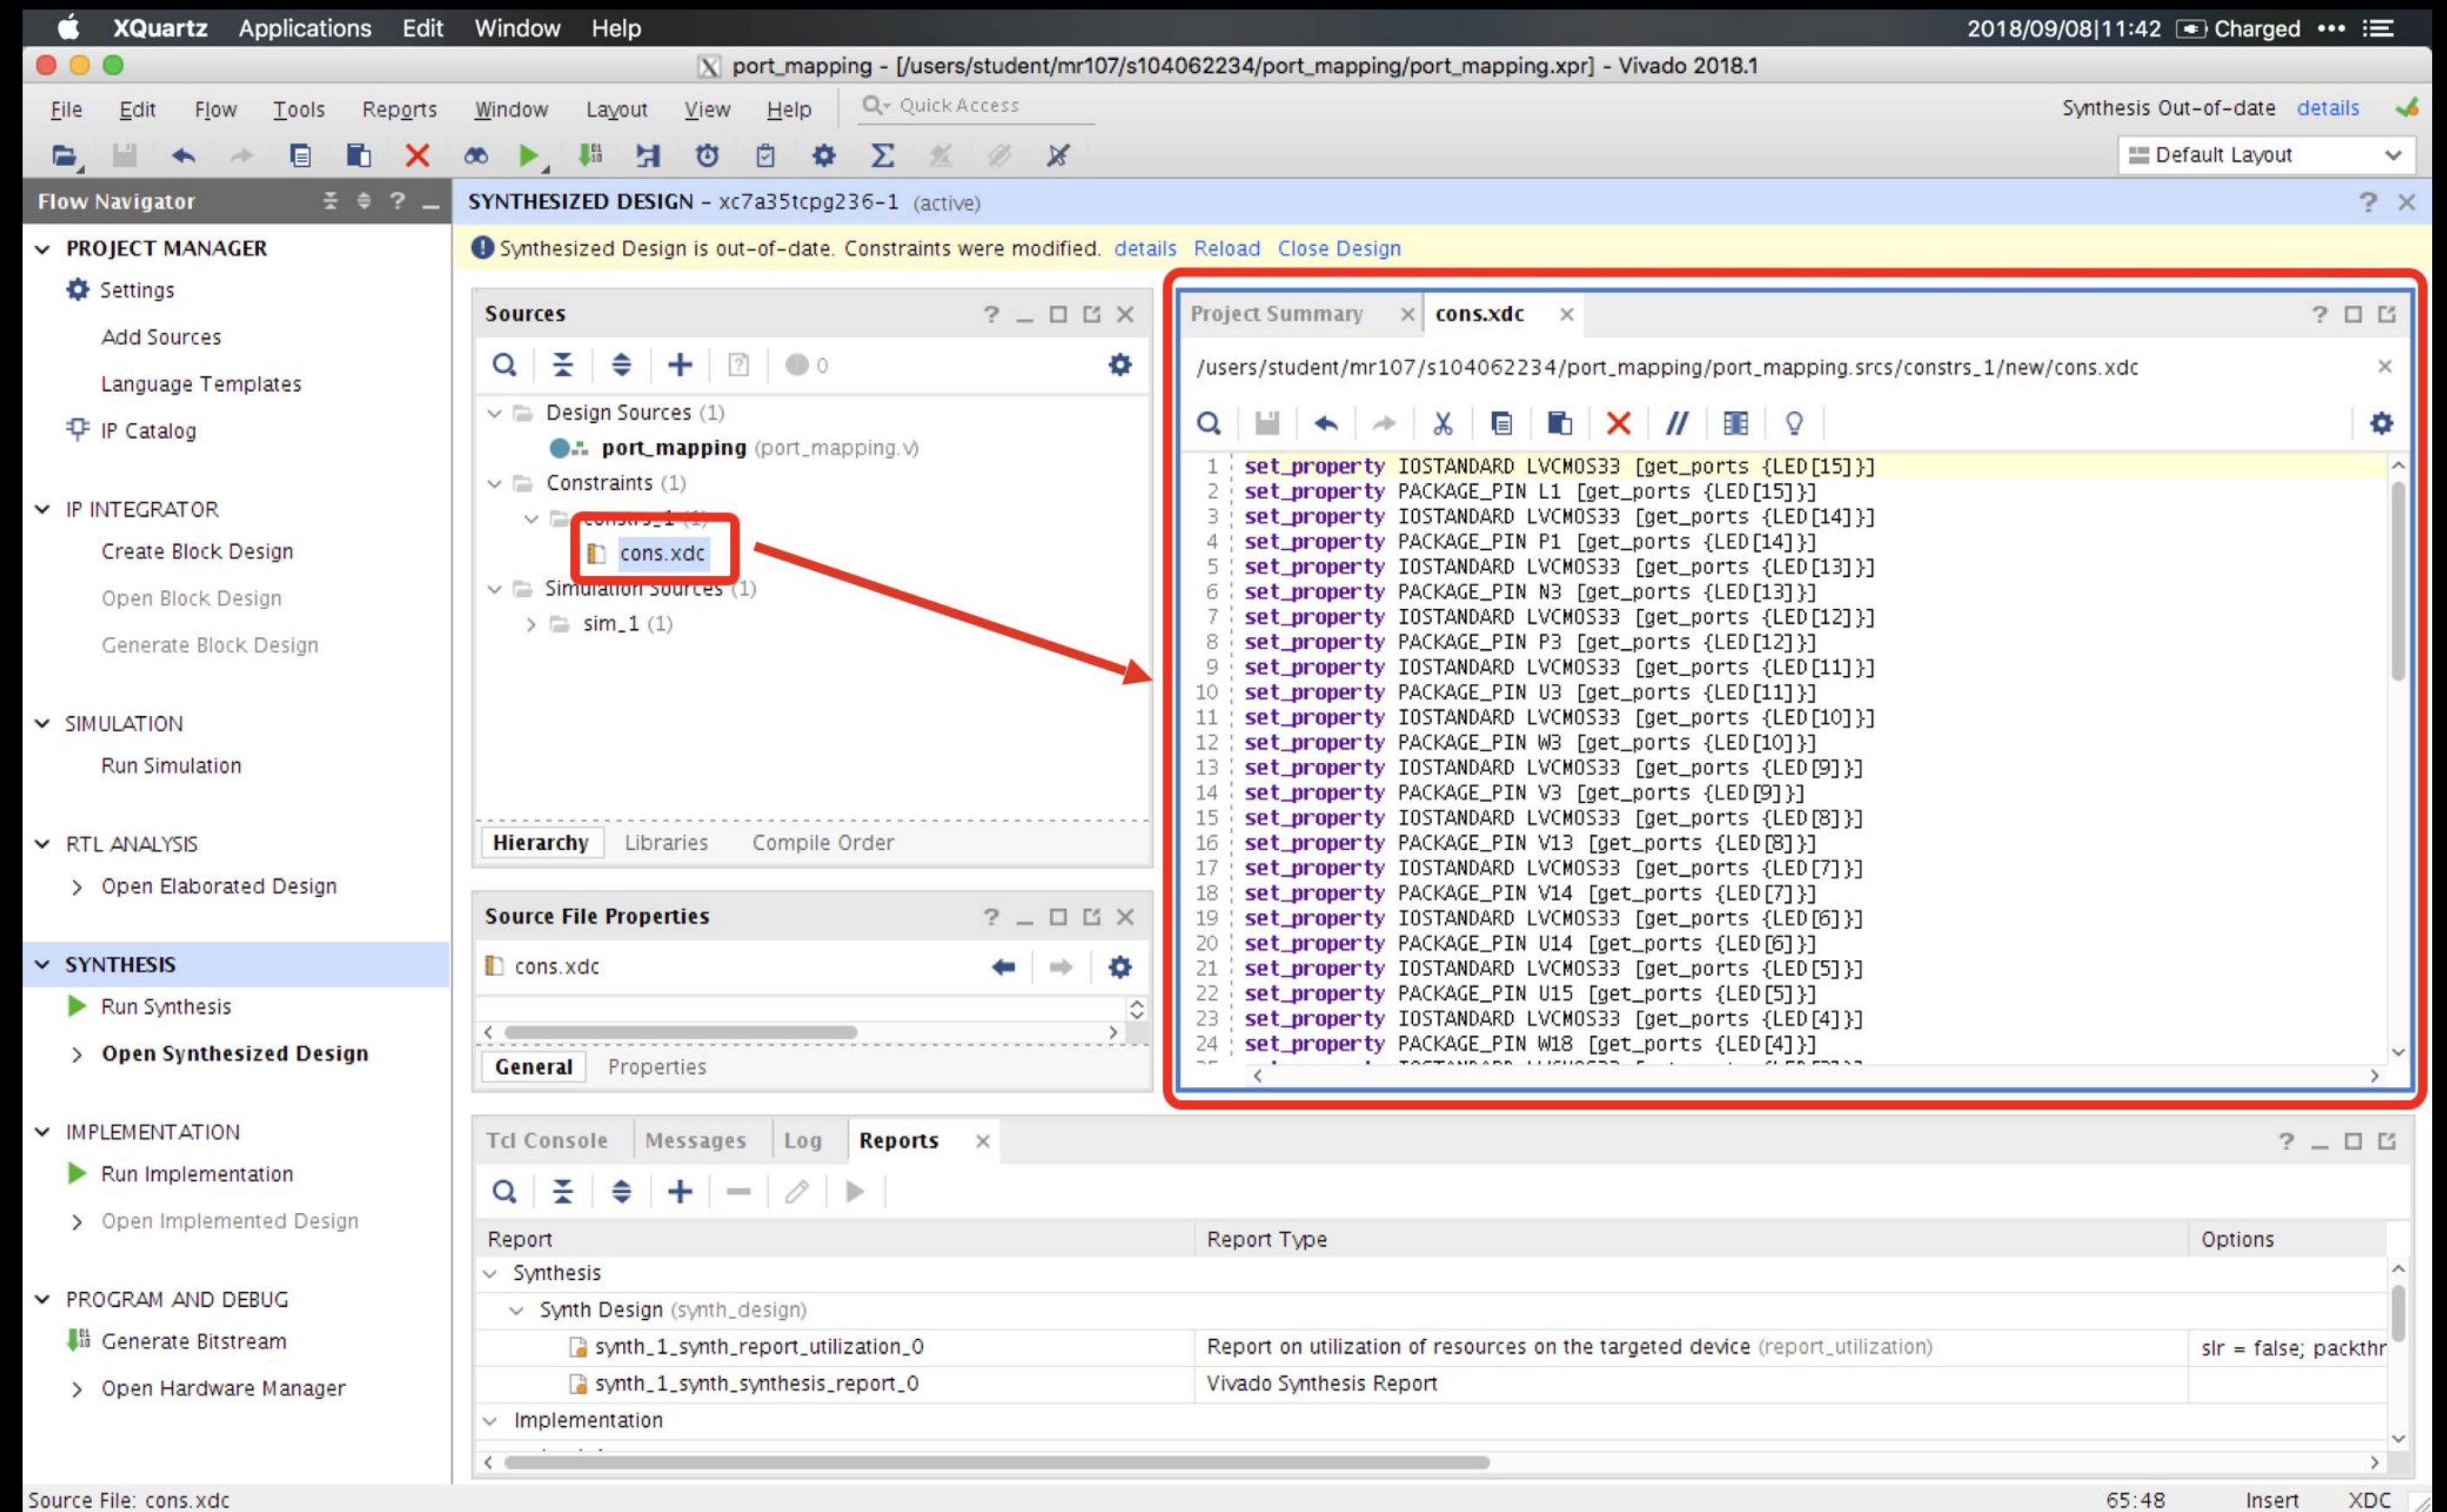 XQuartz Applications Edit Window Help 2018/09/08|11:42 Charged
port_mapping - [/users/student/mr107/s104062234/port_mapping/port_mapping.xpr] - Vivado 2018.1
File Edit Flow Tools Reports Window Layout View Help Quick Access Synthesis Out-of-date details
Default Layout
Flow Navigator
PROJECT MANAGER
Settings
Add Sources
Language Templates
IP Catalog
IP INTEGRATOR
Create Block Design
Open Block Design
Generate Block Design
SIMULATION
Run Simulation
RTL ANALYSIS
Open Elaborated Design
SYNTHESIS
Run Synthesis
Open Synthesized Design
IMPLEMENTATION
Run Implementation
Open Implemented Design
PROGRAM AND DEBUG
Generate Bitstream
Open Hardware Manager
SYNTHESIZED DESIGN - xc7a35tcpg236-1 (active)
Synthesized Design is out-of-date. Constraints were modified. details Reload Close Design
Sources
0
Design Sources (1)
port_mapping (port_mapping.v)
Constraints (1)
constrs_1 (1)
cons.xdc
Simulation Sources (1)
sim_1 (1)
Hierarchy Libraries Compile Order
Source File Properties
cons.xdc
General Properties
Project Summary cons.xdc
/users/student/mr107/s104062234/port_mapping/port_mapping.srcs/constrs_1/new/cons.xdc
1 set_property IOSTANDARD LVCMOS33 [get_ports {LED[15]}]
2 set_property PACKAGE_PIN L1 [get_ports {LED[15]}]
3 set_property IOSTANDARD LVCMOS33 [get_ports {LED[14]}]
4 set_property PACKAGE_PIN P1 [get_ports {LED[14]}]
5 set_property IOSTANDARD LVCMOS33 [get_ports {LED[13]}]
6 set_property PACKAGE_PIN N3 [get_ports {LED[13]}]
7 set_property IOSTANDARD LVCMOS33 [get_ports {LED[12]}]
8 set_property PACKAGE_PIN P3 [get_ports {LED[12]}]
9 set_property IOSTANDARD LVCMOS33 [get_ports {LED[11]}]
10 set_property PACKAGE_PIN U3 [get_ports {LED[11]}]
11 set_property IOSTANDARD LVCMOS33 [get_ports {LED[10]}]
12 set_property PACKAGE_PIN W3 [get_ports {LED[10]}]
13 set_property IOSTANDARD LVCMOS33 [get_ports {LED[9]}]
14 set_property PACKAGE_PIN V3 [get_ports {LED[9]}]
15 set_property IOSTANDARD LVCMOS33 [get_ports {LED[8]}]
16 set_property PACKAGE_PIN V13 [get_ports {LED[8]}]
17 set_property IOSTANDARD LVCMOS33 [get_ports {LED[7]}]
18 set_property PACKAGE_PIN V14 [get_ports {LED[7]}]
19 set_property IOSTANDARD LVCMOS33 [get_ports {LED[6]}]
20 set_property PACKAGE_PIN U14 [get_ports {LED[6]}]
21 set_property IOSTANDARD LVCMOS33 [get_ports {LED[5]}]
22 set_property PACKAGE_PIN U15 [get_ports {LED[5]}]
23 set_property IOSTANDARD LVCMOS33 [get_ports {LED[4]}]
24 set_property PACKAGE_PIN W18 [get_ports {LED[4]}]
Tcl Console Messages Log Reports
Report Report Type Options
Synthesis
Synth Design (synth_design)
synth_1_synth_report_utilization_0 Report on utilization of resources on the targeted device (report_utilization) slr = false; packthr
synth_1_synth_synthesis_report_0 Vivado Synthesis Report
Implementation
Source File: cons.xdc 65:48 Insert XDC